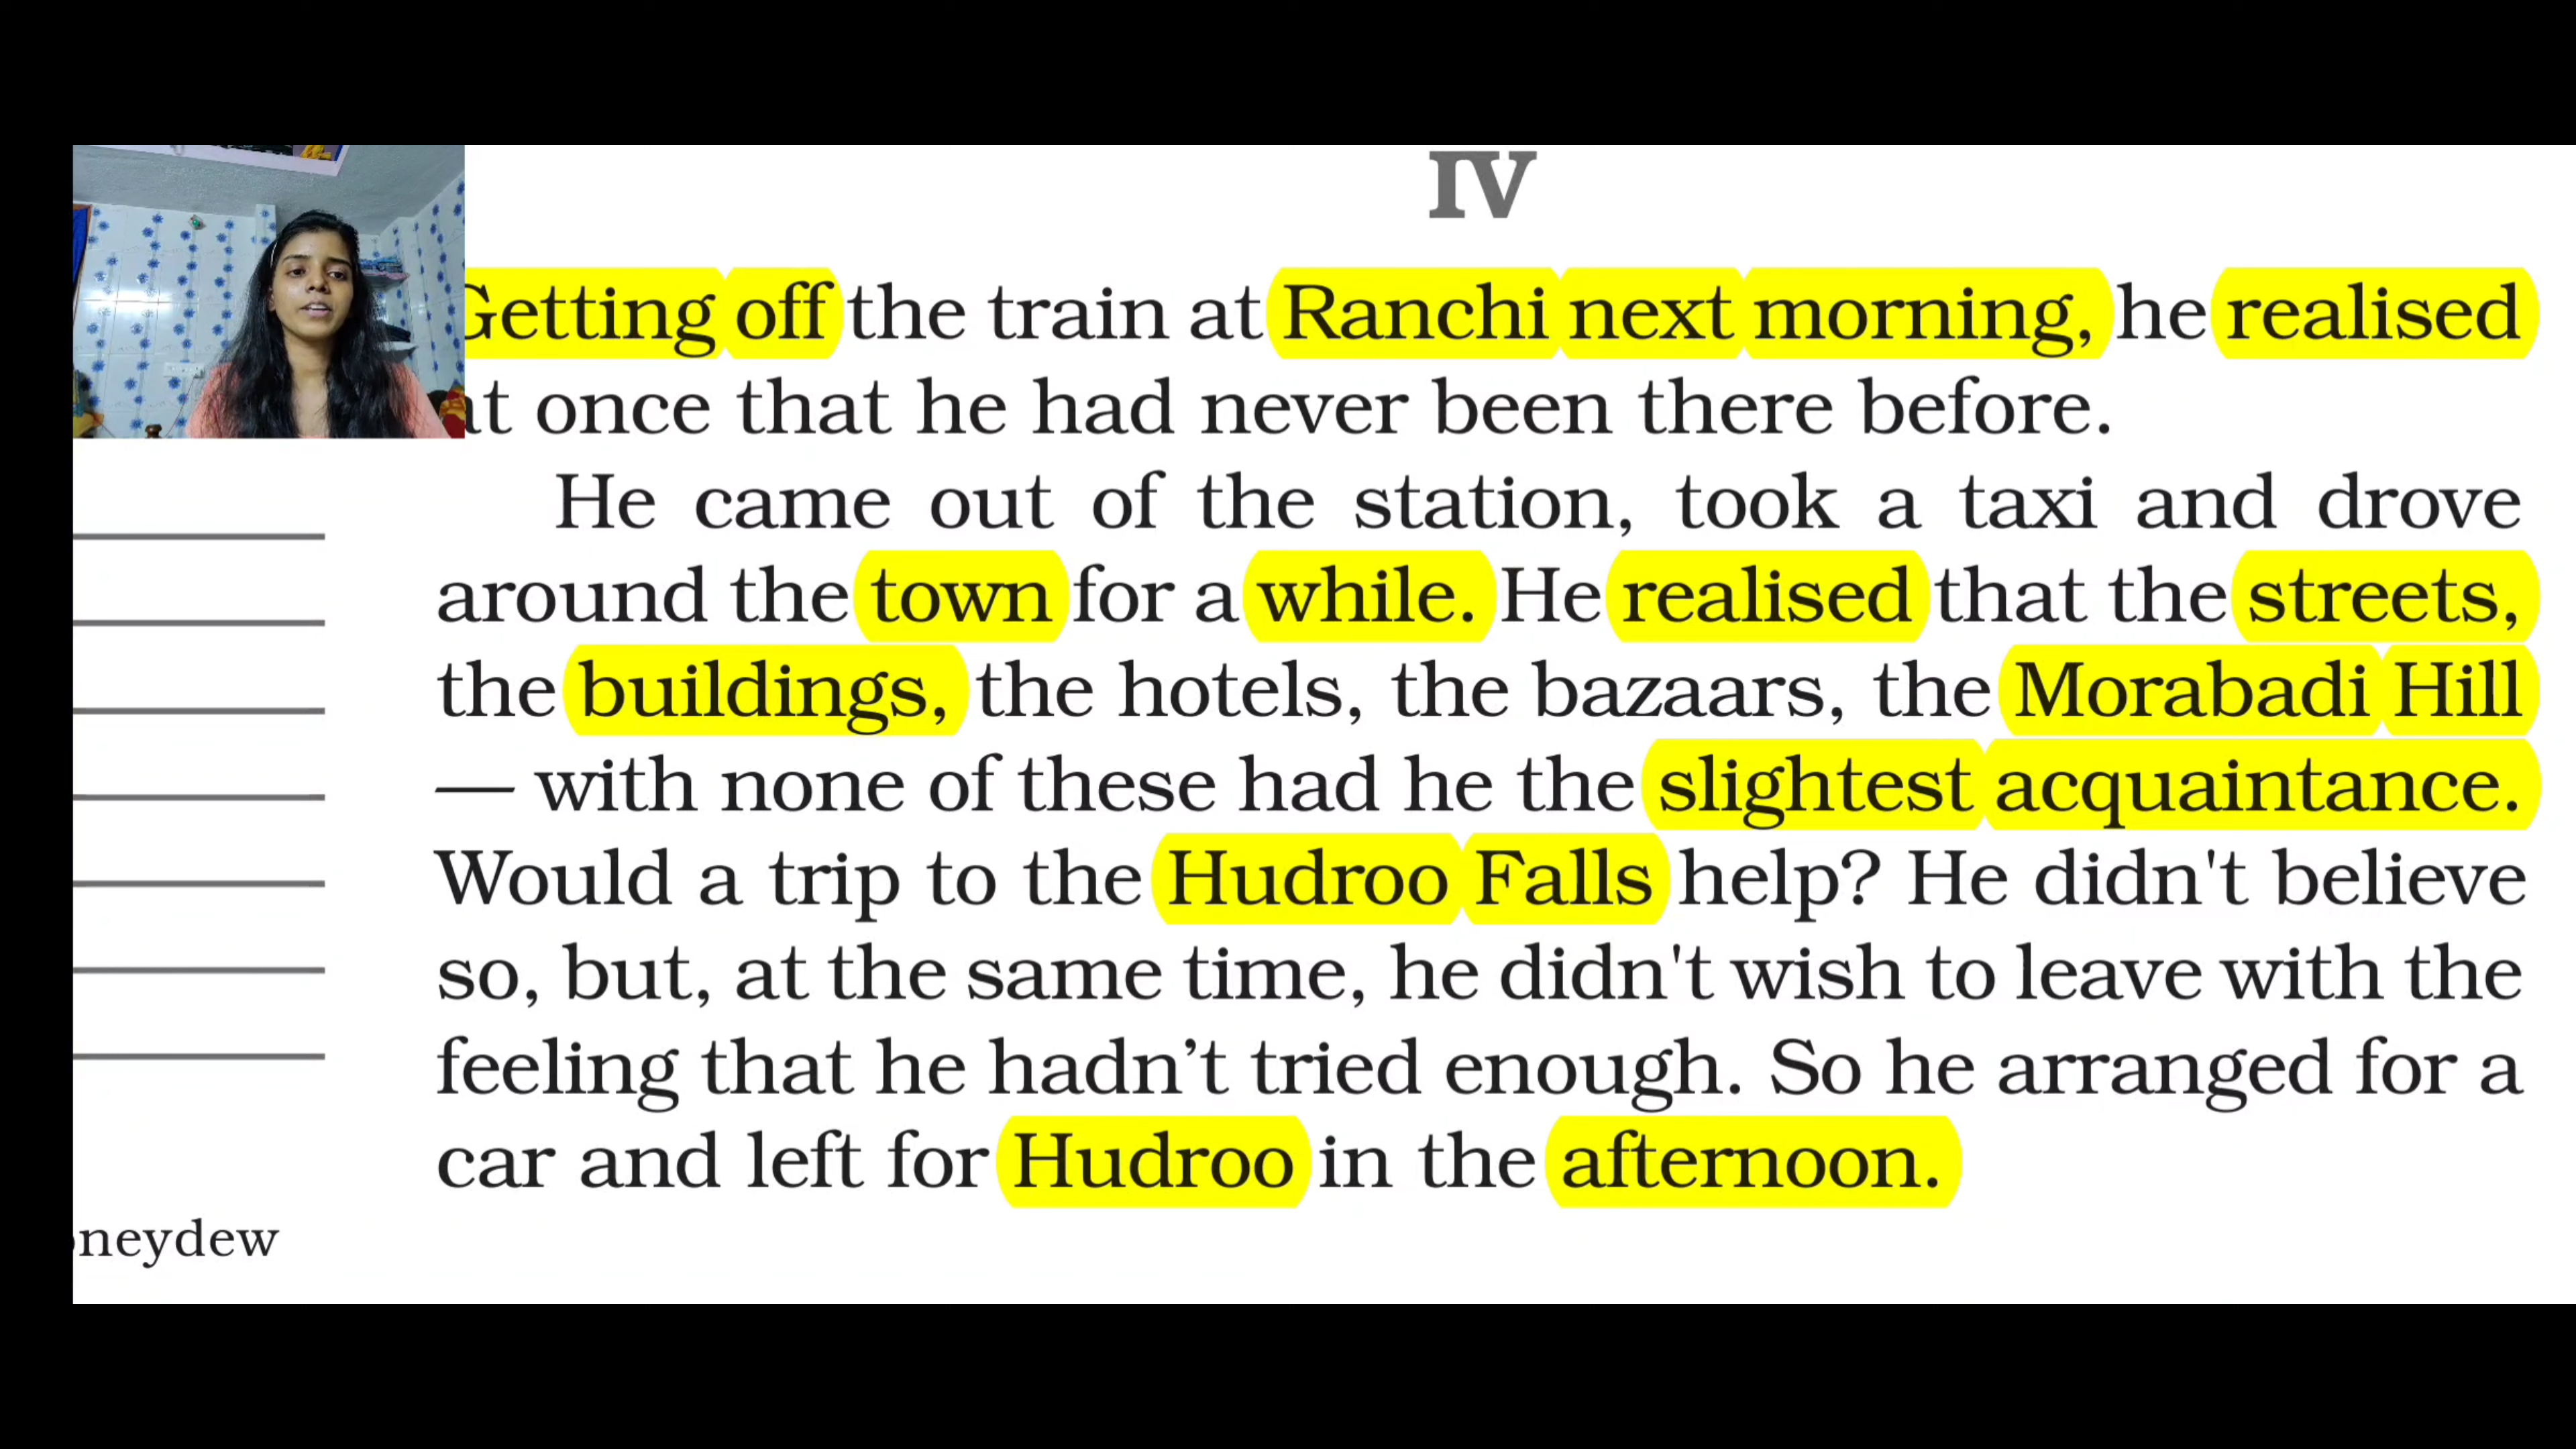 IV
Getting off the train at Ranchi next morning, he realised
at once that he had never been there before.
He came out of the station, took a taxi and drove
around the town for a while. He realised that the streets,
the buildings, the hotels, the bazaars, the Morabadi Hill
— with none of these had he the slightest acquaintance.
Would a trip to the Hudroo Falls help? He didn't believe
so, but, at the same time, he didn't wish to leave with the
feeling that he hadn’t tried enough. So he arranged for a
car and left for Hudroo in the afternoon.
oneydew